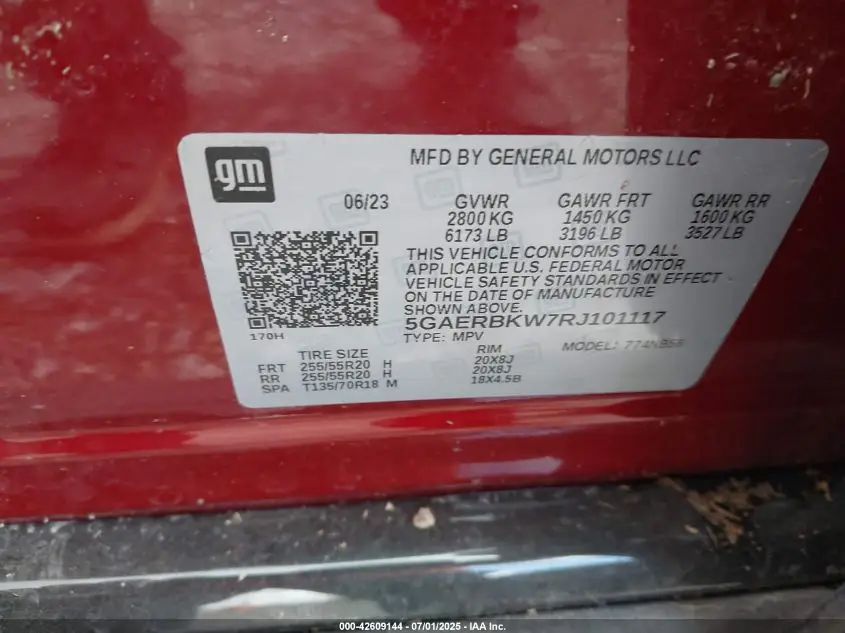 gm
MFD BY GENERAL MOTORS LLC
06/23 GVWR GAWR FRT GAWR RR
2800 KG 1450 KG 1600 KG
6173 LB 3196 LB 3527 LB
THIS VEHICLE CONFORMS TO ALL
APPLICABLE U.S. FEDERAL MOTOR
VEHICLE SAFETY STANDARDS IN EFFECT
ON THE DATE OF MANUFACTURE
SHOWN ABOVE.
5GAERBKW7RJ101117
170H
TYPE: MPV MODEL:
TIRE SIZE RIM
FRT 255/55R20 H 20X8J
RR 255/55R20 H 20X8J
SPA T135/70R18 M 18X4.5B
000-42609144 - 07/01/2025 - IAA Inc.